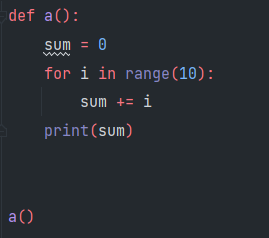 def a():
    sum = 0
    for i in range(10):
        sum += i
    print(sum)
a()